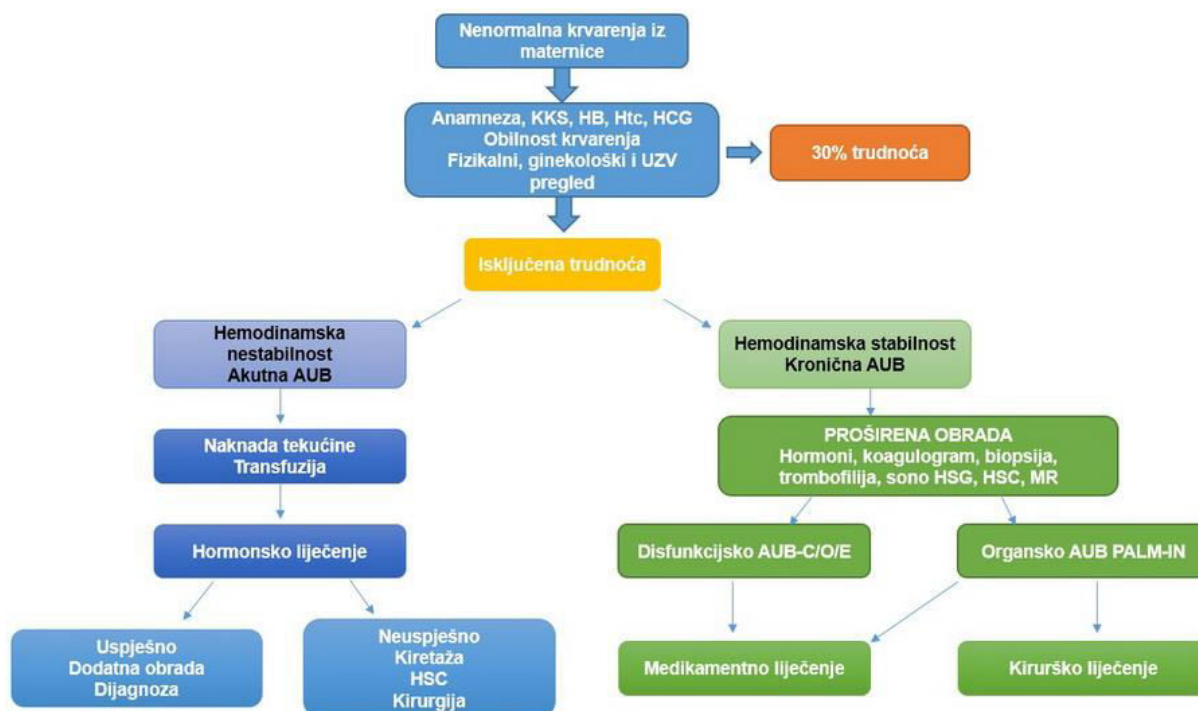 Nenormalna krvarenja iz
maternice
Anamneza, KKS, HB, Htc, HCG
Obilnost krvarenja
Fizikalni, ginekološki i UZV
pregled
30% trudnoća
Isključena trudnoća
Hemodinamska
nestabilnost
Akutna AUB
Hemodinamska stabilnost
Kronična AUB
Naknada tekućine
Transfuzija
PROŠIRENA OBRADA
Hormoni, koagulogram, biopsija,
trombofilija, sono HSG, HSC, MR
Hormonsko liječenje
Disfunkcijsko AUB-C/O/E
Organsko AUB PALM-IN
Uspješno
Dodatna obrada
Dijagnoza
Neuspješno
Kiretaža
HSC
Kirurgija
Medikamentno liječenje
Kirurško liječenje